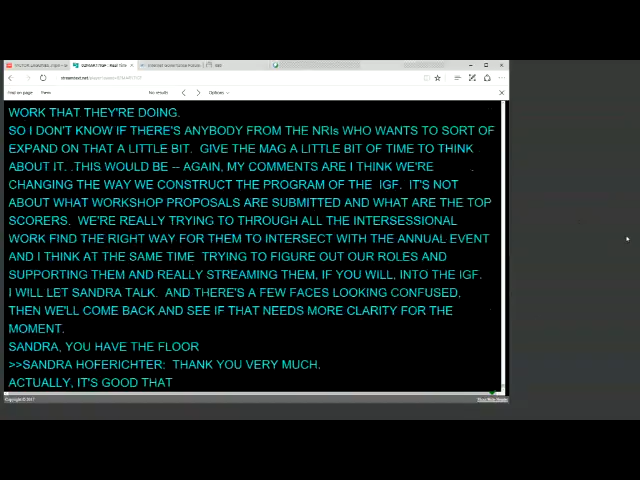 streamtext.net
Find on page
No results
Options
WORK THAT THEY'RE DOING.
SO I DON'T KNOW IF THERE'S ANYBODY FROM THE NRIs WHO WANTS TO SORT OF
EXPAND ON THAT A LITTLE BIT.  GIVE THE MAG A LITTLE BIT OF TIME TO THINK
ABOUT IT.  THIS WOULD BE -- AGAIN, MY COMMENTS ARE I THINK WE'RE
CHANGING THE WAY WE CONSTRUCT THE PROGRAM OF THE  IGF.  IT'S NOT
ABOUT WHAT WORKSHOP PROPOSALS ARE SUBMITTED AND WHAT ARE THE TOP
SCORERS.  WE'RE REALLY TRYING TO THROUGH ALL THE INTERSESSIONAL
WORK FIND THE RIGHT WAY FOR THEM TO INTERSECT WITH THE ANNUAL EVENT
AND I THINK AT THE SAME TIME  TRYING TO FIGURE OUT OUR ROLES AND
SUPPORTING THEM AND REALLY STREAMING THEM, IF YOU WILL, INTO THE IGF.
I WILL LET SANDRA TALK.  AND THERE'S A FEW FACES LOOKING CONFUSED,
THEN WE'LL COME BACK AND SEE IF THAT NEEDS MORE CLARITY FOR THE
MOMENT.
SANDRA, YOU HAVE THE FLOOR
>>SANDRA HOFERICHTER:  THANK YOU VERY MUCH.
ACTUALLY, IT'S GOOD THAT